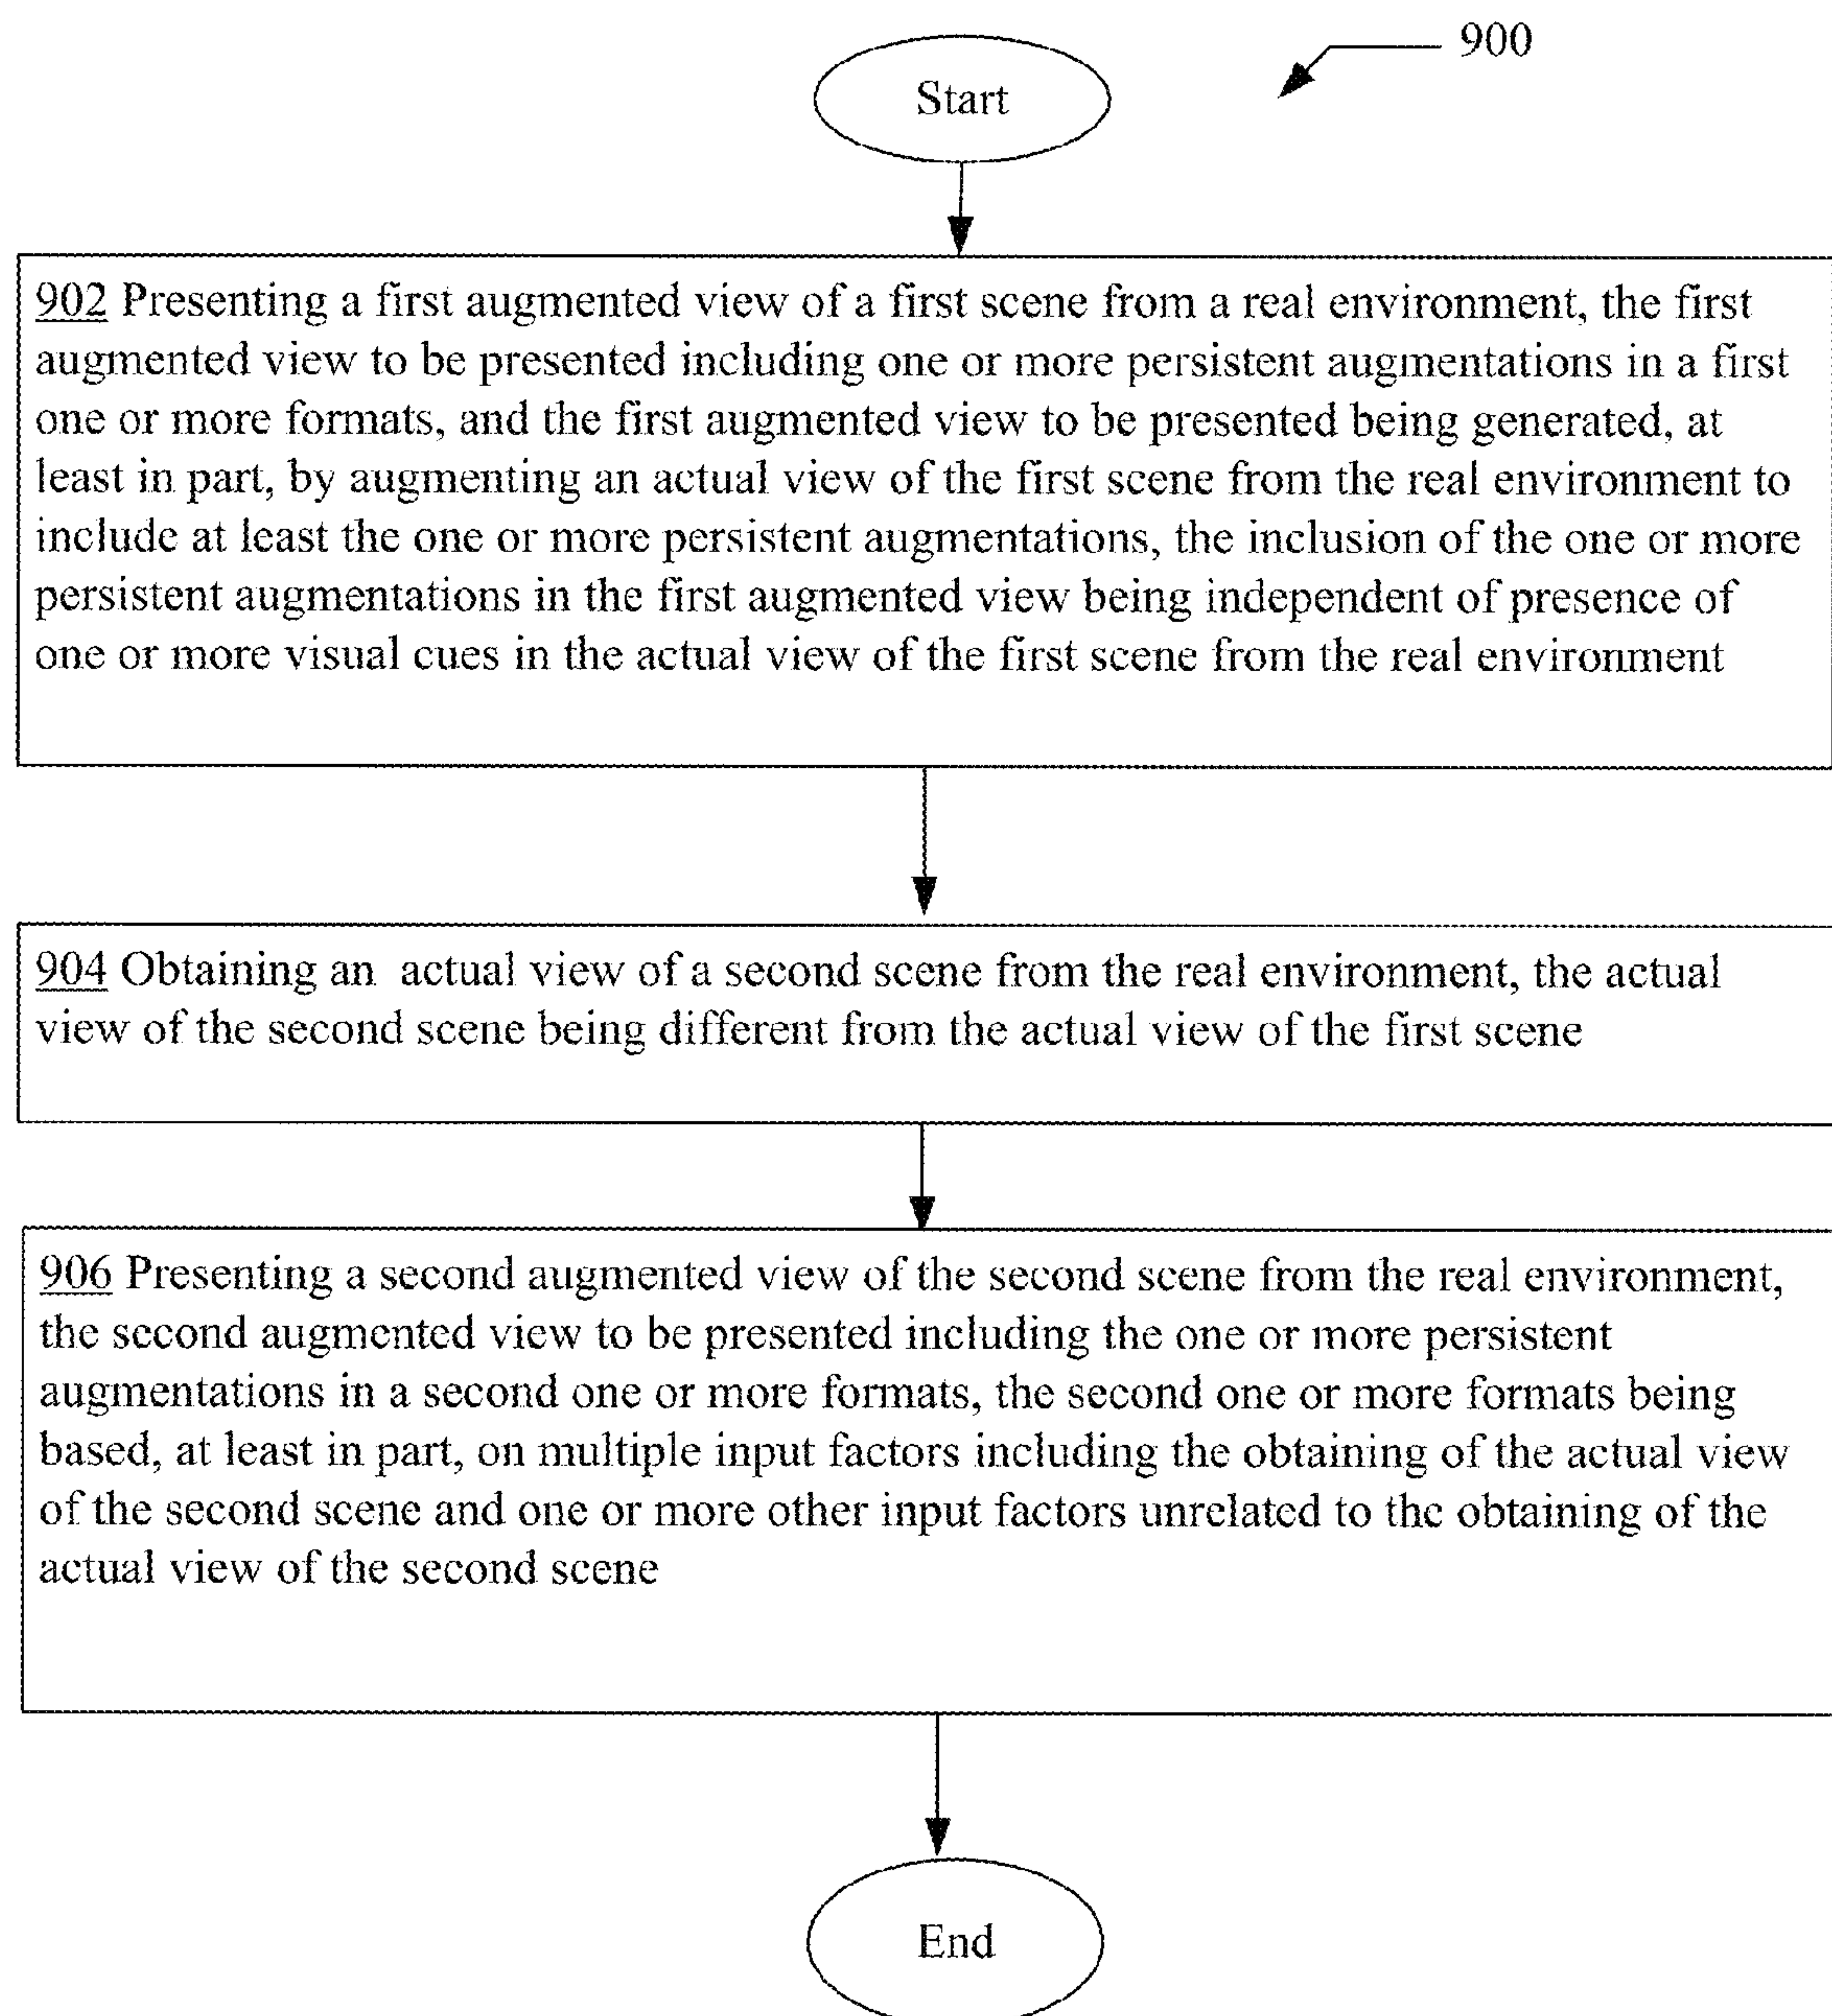 900
Start
902 Presenting a first augmented view of a first scene from a real environment, the first
augmented view to be presented including one or more persistent augmentations in a first
one or more formats, and the first augmented view to be presented being generated, at
least in part, by augmenting an actual view of the first scene from the real environment to
include at least the one or more persistent augmentations, the inclusion of the one or more
persistent augmentations in the first augmented view being independent of presence of
one or more visual cues in the actual view of the first scene from the real environment
904 Obtaining an actual view of a second scene from the real environment, the actual
view of the second scene being different from the actual view of the first scene
906 Presenting a second augmented view of the second scene from the real environment,
the second augmented view to be presented including the one or more persistent
augmentations in a second one or more formats, the second one or more formats being
based, at least in part, on multiple input factors including the obtaining of the actual view
of the second scene and one or more other input factors unrelated to the obtaining of the
actual view of the second scene
End